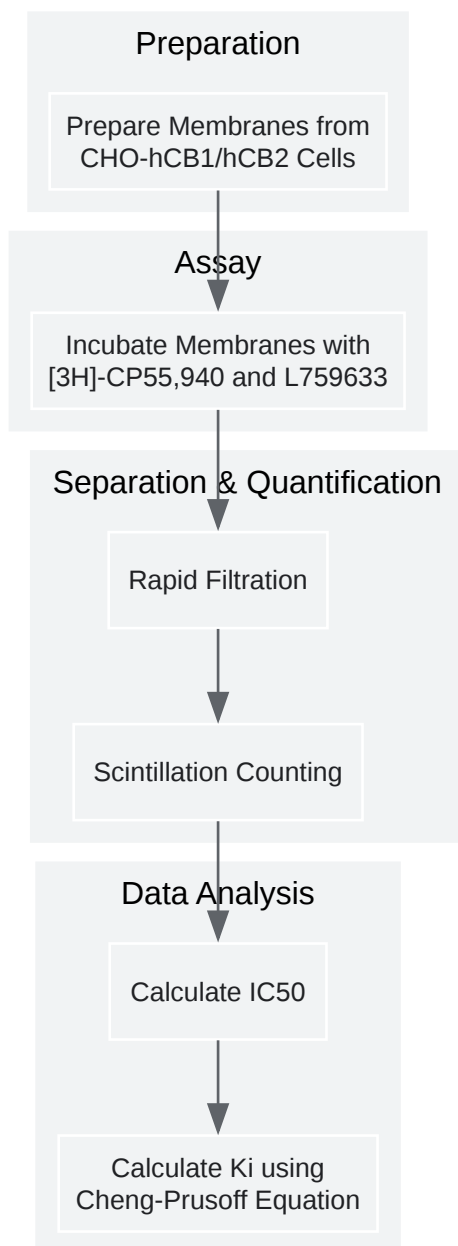 Preparation
Prepare Membranes from
CHO-hCB1/hCB2 Cells
Assay
Incubate Membranes with
[3H]-CP55,940 and L759633
Separation & Quantification
Rapid Filtration
Scintillation Counting
Data Analysis
Calculate IC50
Calculate Ki using
Cheng-Prusoff Equation